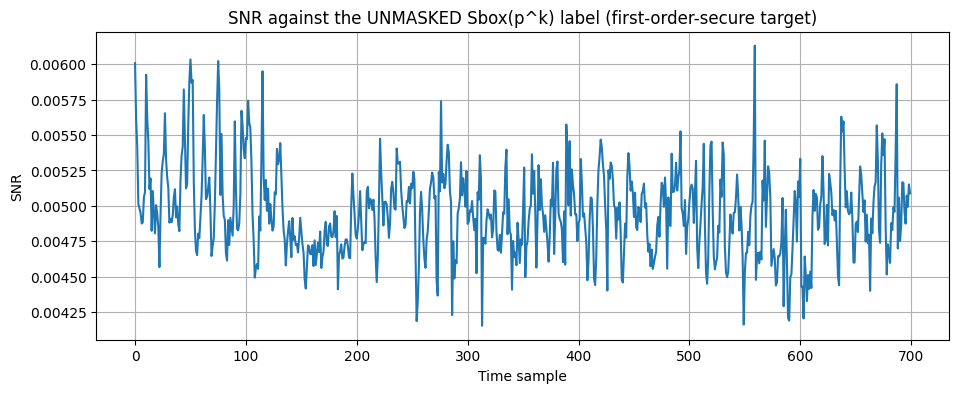 SNR against the UNMASKED Sbox(p^k) label (first-order-secure target)
SNR
0.00600
0.00575
0.00550
0.00525
0.00500
0.00475
0.00450
0.00425
0 100 200 300 400 500 600 700
Time sample